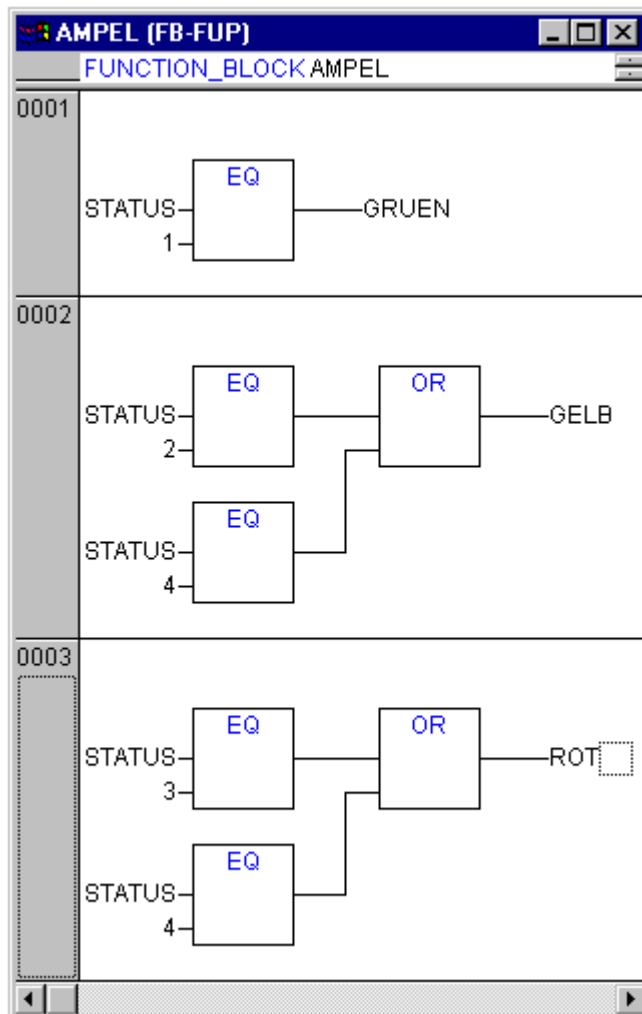 AMPEL (FB-FUP)
FUNCTION_BLOCK AMPEL
0001
EQ
STATUS
GRUEN
1
0002
EQ
OR
STATUS
GELB
2
EQ
STATUS
4
0003
EQ
OR
STATUS
ROT
3
EQ
STATUS
4